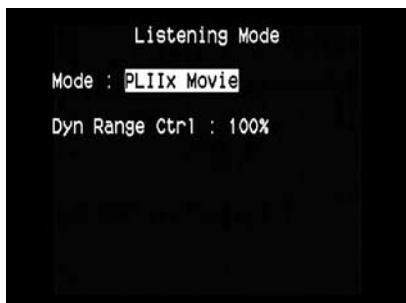 Listening Mode
Mode : PLIIx Movie
Dyn Range Ctrl : 100%